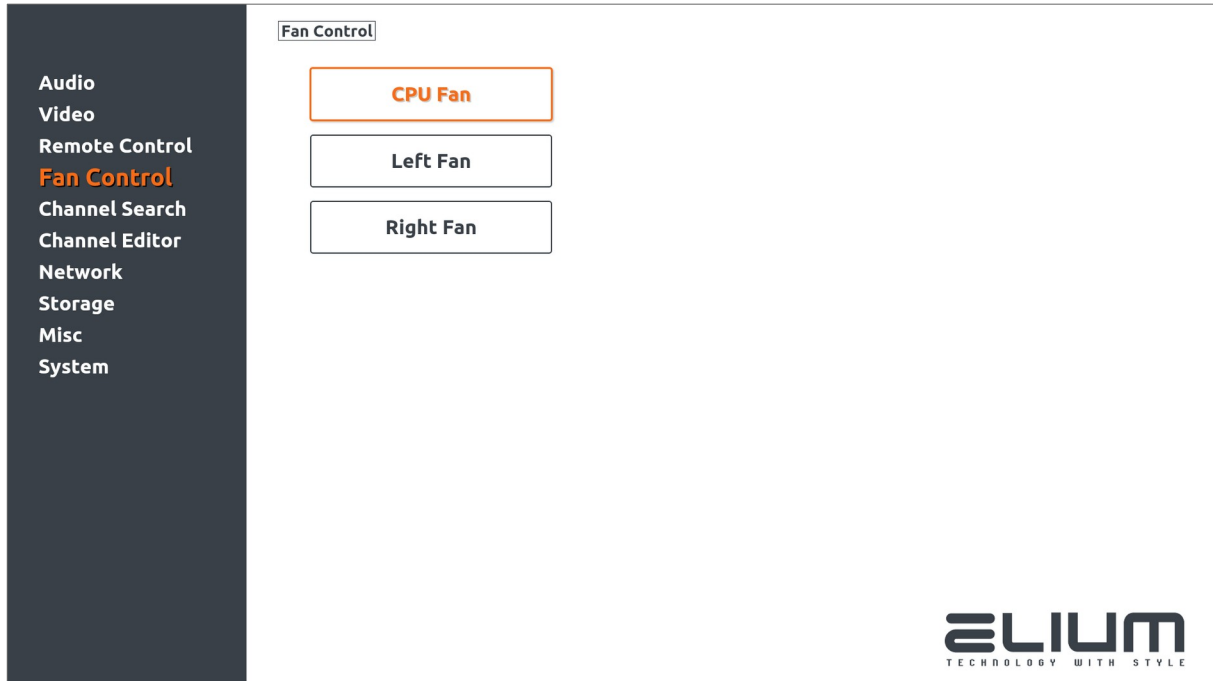 Fan Control
Audio
Video
Remote Control
Fan Control
Channel Search
Channel Editor
Network
Storage
Misc
System
CPU Fan
Left Fan
Right Fan
ELIUM
TECHNOLOGY WITH STYLE